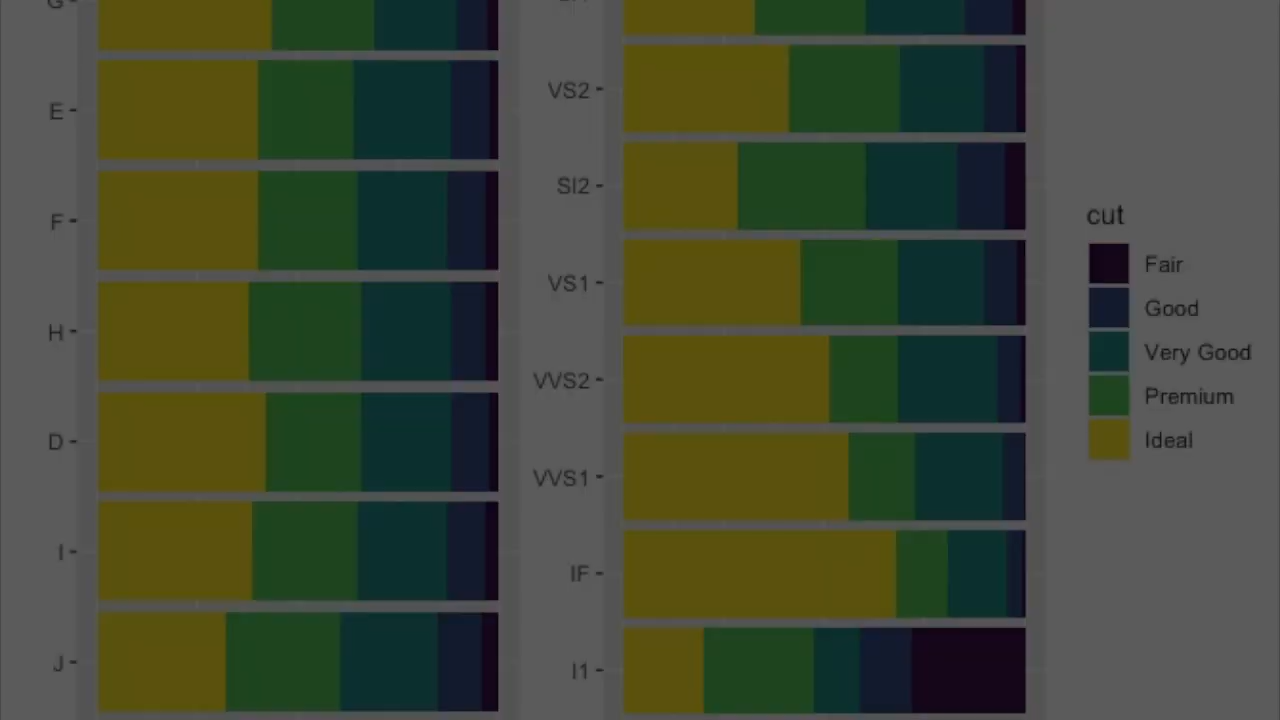 G
E
F
H
D
I
J
VS2
SI2
VS1
VVS2
VVS1
IF
I1
cut
Fair
Good
Very Good
Premium
Ideal